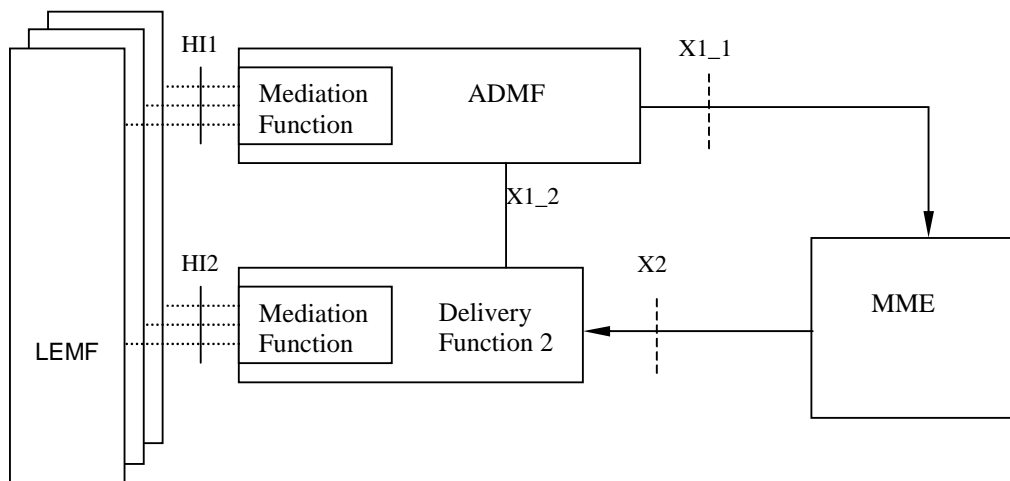 HI1
X1_1
Mediation
Function
ADMF
X1_2
HI2
X2
Mediation
Function
Delivery
Function 2
MME
LEMF